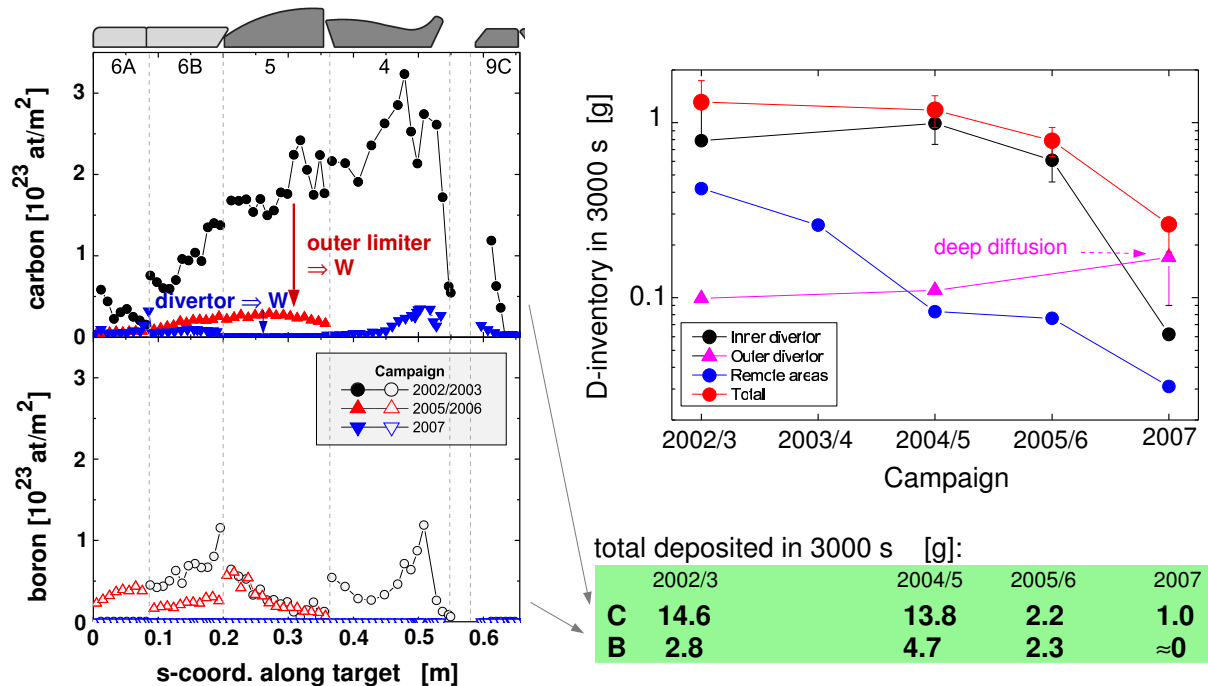 6A 6B 5 4 9C
3
2
1
0
carbon [10^23 at/m^2]
outer limiter
⇒ W
divertor ⇒ W
3
2
1
0
boron [10^23 at/m^2]
Campaign
2002/2003
2005/2006
2007
0 0.1 0.2 0.3 0.4 0.5 0.6
s-coord. along target [m]
D-inventory in 3000 s [g]
1
0.1
deep diffusion
Inner divertor
Outer divertor
Remote areas
Total
2002/3 2003/4 2004/5 2005/6 2007
Campaign
total deposited in 3000 s [g]:
2002/3 2004/5 2005/6 2007
C 14.6 13.8 2.2 1.0
B 2.8 4.7 2.3 ≈0